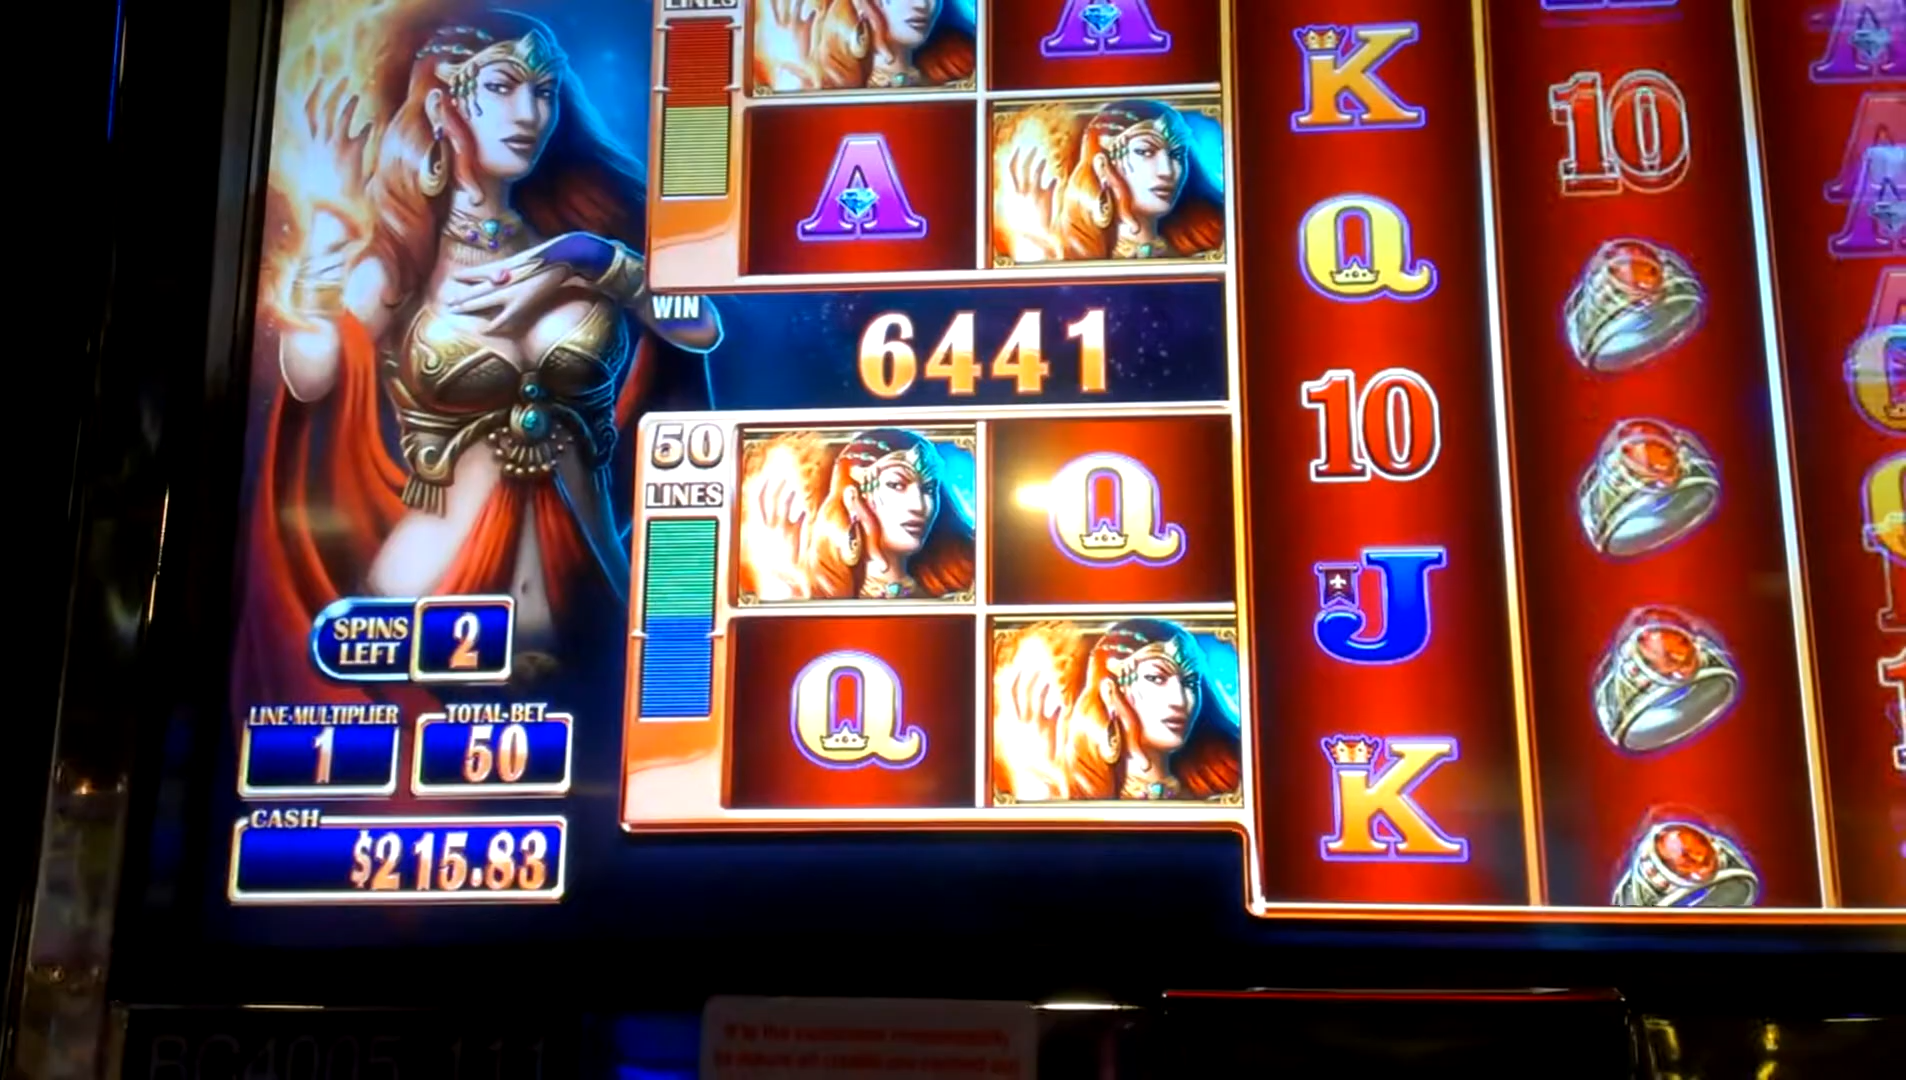 LINES
A
K
10
A
A
A
Q
WIN
6441
50
LINES
Q
10
J
SPINS
LEFT
2
Q
LINE MULTIPLIER
TOTAL BET
1
50
K
CASH
$215.83